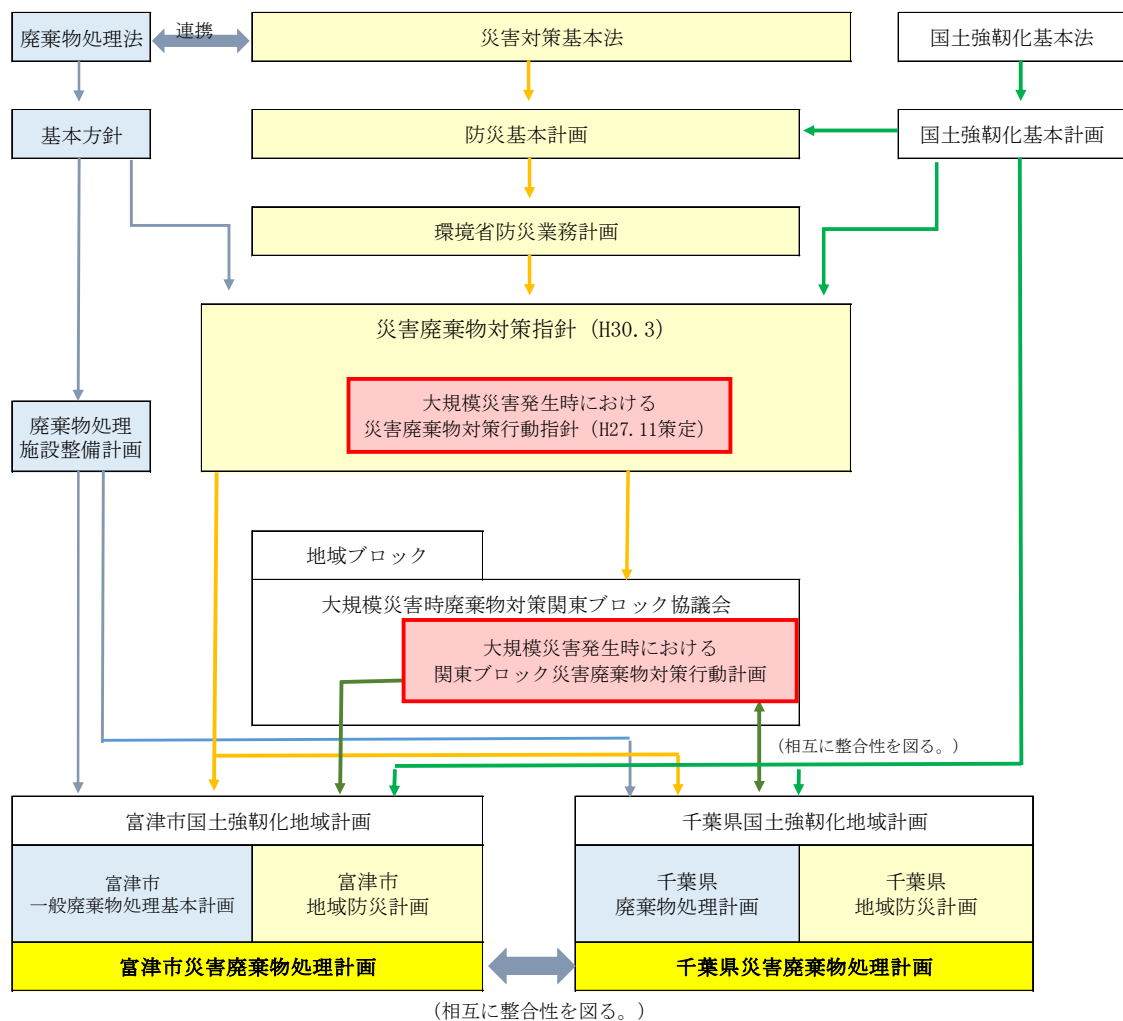 廃棄物処理法
連携
災害対策基本法
国土強靭化基本法
基本方針
防災基本計画
国土強靭化基本計画
環境省防災業務計画
災害廃棄物対策指針（H30.3）
大規模災害発生時における
災害廃棄物対策行動指針（H27.11策定）
廃棄物処理
施設整備計画
地域ブロック
大規模災害時廃棄物対策関東ブロック協議会
大規模災害発生時における
関東ブロック災害廃棄物対策行動計画
（相互に整合性を図る。）
富津市国土強靭化地域計画
千葉県国土強靭化地域計画
富津市
一般廃棄物処理基本計画
富津市
地域防災計画
千葉県
廃棄物処理計画
千葉県
地域防災計画
富津市災害廃棄物処理計画
千葉県災害廃棄物処理計画
（相互に整合性を図る。）